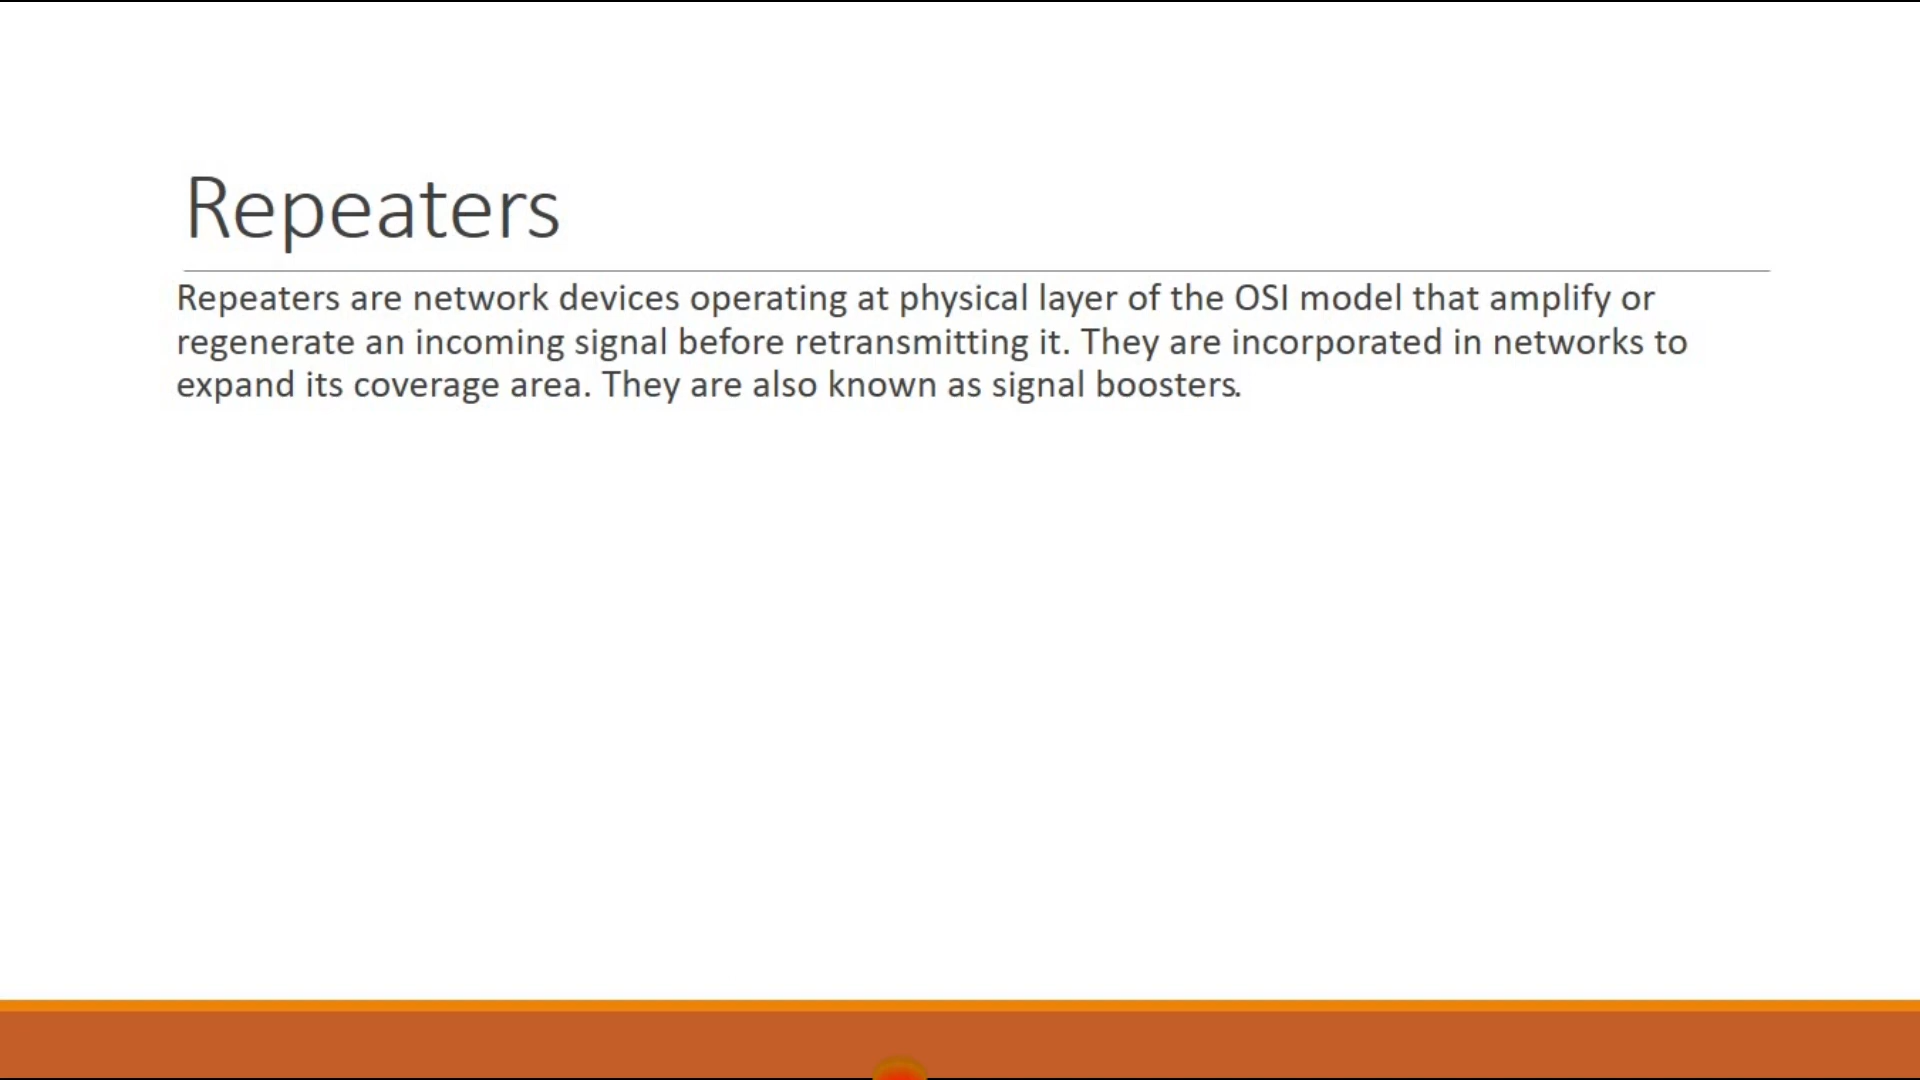 Repeaters
Repeaters are network devices operating at physical layer of the OSI model that amplify or
regenerate an incoming signal before retransmitting it. They are incorporated in networks to
expand its coverage area. They are also known as signal boosters.